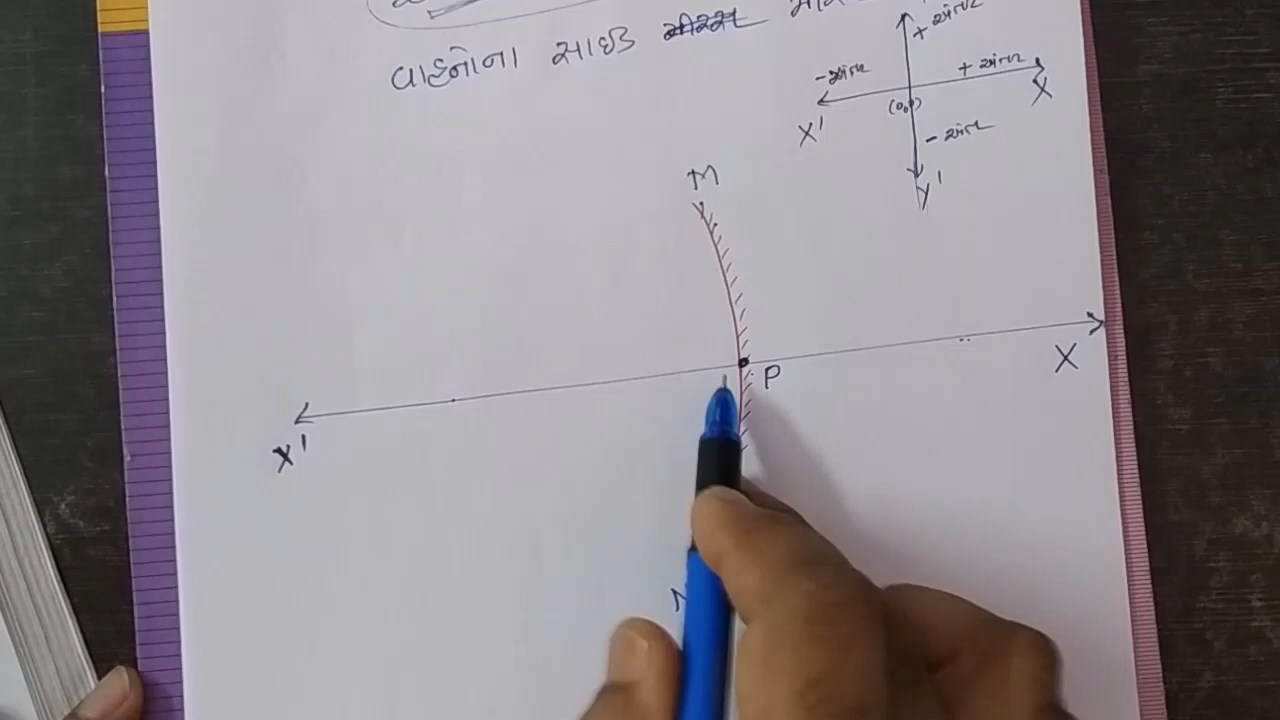 વાહનોના સાઇડ
+ અંતર
- અંતર
+ અંતર
X
(0,0)
X'
- અંતર
Y'
M
P
X
X'